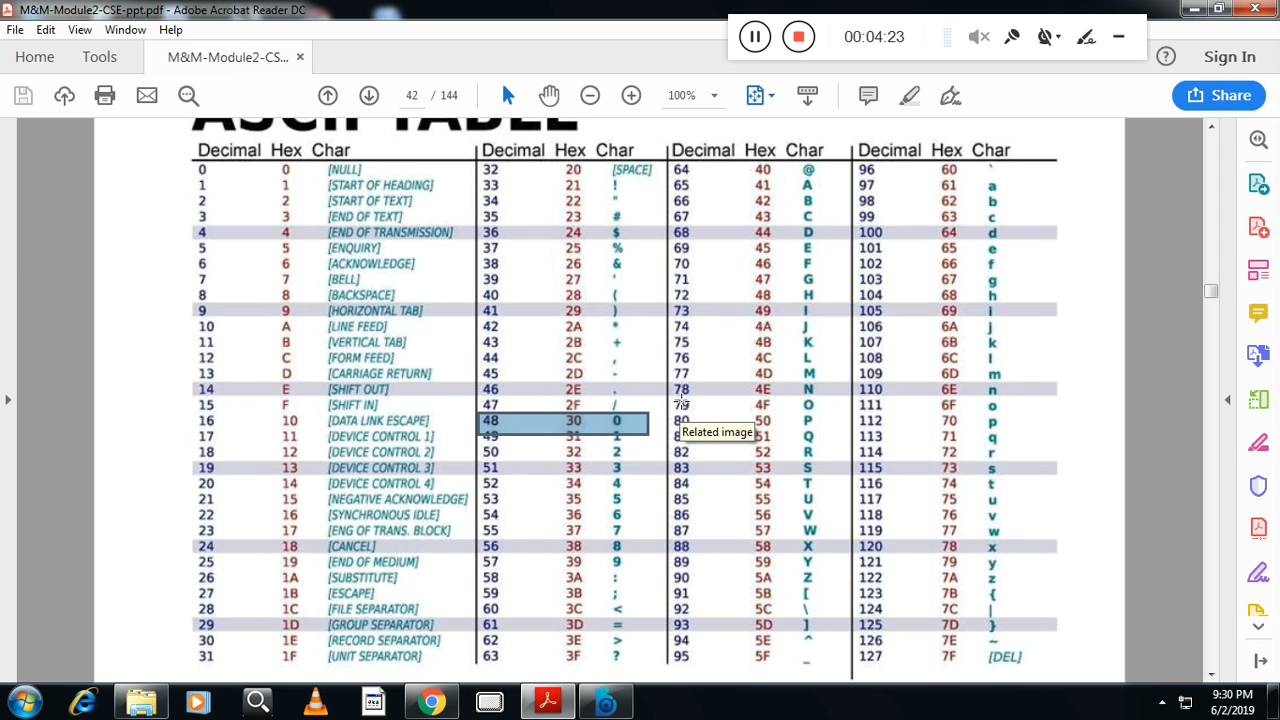 M&M-Module2-CSE-ppt.pdf - Adobe Acrobat Reader DC
File Edit View Window Help
00:04:23
Home Tools M&M-Module2-CS... × Sign In
42 / 144 100% Share
ASCII TABLE
Decimal Hex Char Decimal Hex Char Decimal Hex Char Decimal Hex Char
0 0 [NULL] 32 20 [SPACE] 64 40 @ 96 60 `
1 1 [START OF HEADING] 33 21 ! 65 41 A 97 61 a
2 2 [START OF TEXT] 34 22 " 66 42 B 98 62 b
3 3 [END OF TEXT] 35 23 # 67 43 C 99 63 c
4 4 [END OF TRANSMISSION] 36 24 $ 68 44 D 100 64 d
5 5 [ENQUIRY] 37 25 % 69 45 E 101 65 e
6 6 [ACKNOWLEDGE] 38 26 & 70 46 F 102 66 f
7 7 [BELL] 39 27 ' 71 47 G 103 67 g
8 8 [BACKSPACE] 40 28 ( 72 48 H 104 68 h
9 9 [HORIZONTAL TAB] 41 29 ) 73 49 I 105 69 i
10 A [LINE FEED] 42 2A * 74 4A J 106 6A j
11 B [VERTICAL TAB] 43 2B + 75 4B K 107 6B k
12 C [FORM FEED] 44 2C , 76 4C L 108 6C l
13 D [CARRIAGE RETURN] 45 2D - 77 4D M 109 6D m
14 E [SHIFT OUT] 46 2E . 78 4E N 110 6E n
15 F [SHIFT IN] 47 2F / 79 4F O 111 6F o
16 10 [DATA LINK ESCAPE] 48 30 0 80 50 P 112 70 p
17 11 [DEVICE CONTROL 1] 49 31 1 51 Q 113 71 q
18 12 [DEVICE CONTROL 2] 50 32 2 82 52 R 114 72 r
19 13 [DEVICE CONTROL 3] 51 33 3 83 53 S 115 73 s
20 14 [DEVICE CONTROL 4] 52 34 4 84 54 T 116 74 t
21 15 [NEGATIVE ACKNOWLEDGE] 53 35 5 85 55 U 117 75 u
22 16 [SYNCHRONOUS IDLE] 54 36 6 86 56 V 118 76 v
23 17 [ENG OF TRANS. BLOCK] 55 37 7 87 57 W 119 77 w
24 18 [CANCEL] 56 38 8 88 58 X 120 78 x
25 19 [END OF MEDIUM] 57 39 9 89 59 Y 121 79 y
26 1A [SUBSTITUTE] 58 3A : 90 5A Z 122 7A z
27 1B [ESCAPE] 59 3B ; 91 5B [ 123 7B {
28 1C [FILE SEPARATOR] 60 3C < 92 5C \ 124 7C |
29 1D [GROUP SEPARATOR] 61 3D = 93 5D ] 125 7D }
30 1E [RECORD SEPARATOR] 62 3E > 94 5E ^ 126 7E ~
31 1F [UNIT SEPARATOR] 63 3F ? 95 5F _ 127 7F [DEL]
Related image
9:30 PM
6/2/2019